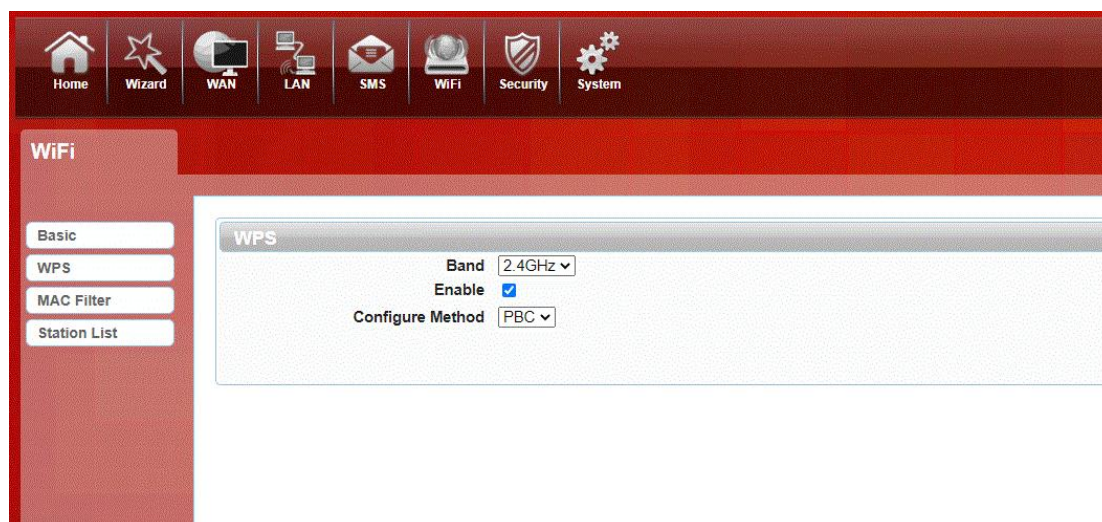 Home Wizard WAN LAN SMS WiFi Security System
WiFi
Basic
WPS
MAC Filter
Station List
WPS
Band 2.4GHz
Enable
Configure Method PBC